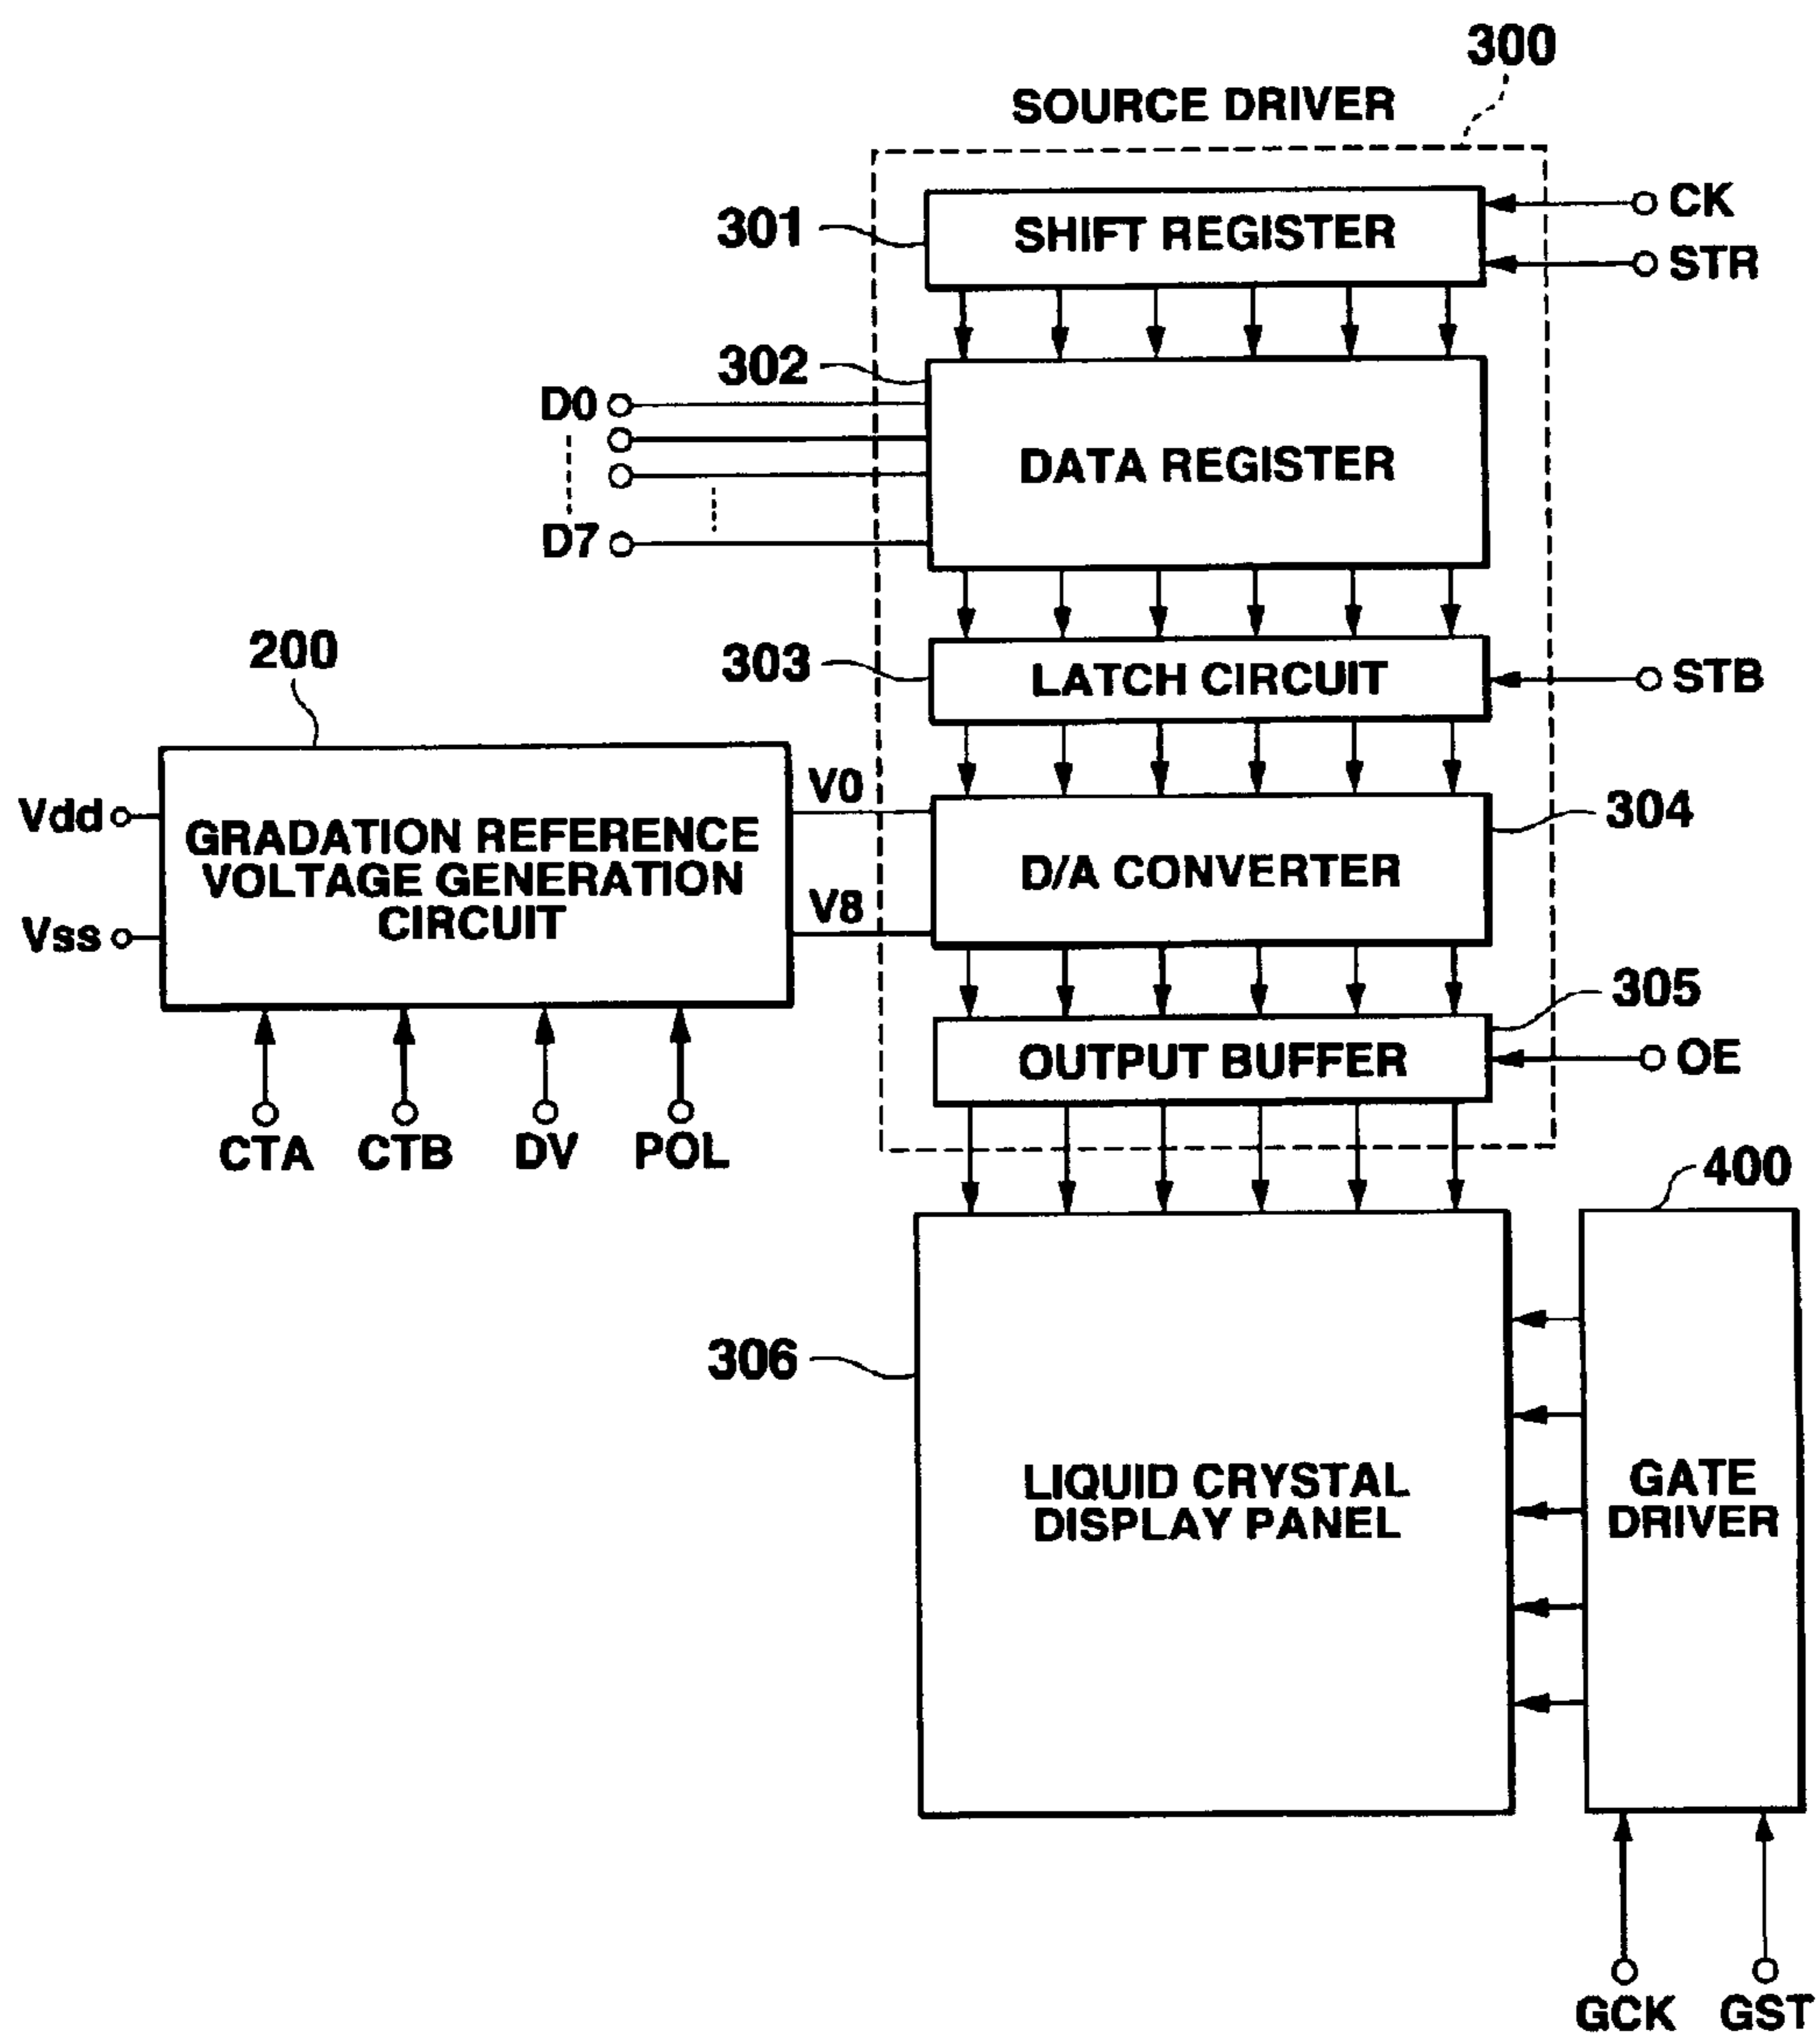 300
SOURCE DRIVER
301
SHIFT REGISTER
CK
STR
302
D0
DATA REGISTER
D7
303
LATCH CIRCUIT
STB
200
Vdd
Vss
GRADATION REFERENCE
VOLTAGE GENERATION
CIRCUIT
V0
V8
D/A CONVERTER
304
305
OUTPUT BUFFER
OE
CTA
CTB
DV
POL
400
306
LIQUID CRYSTAL
DISPLAY PANEL
GATE
DRIVER
GCK
GST